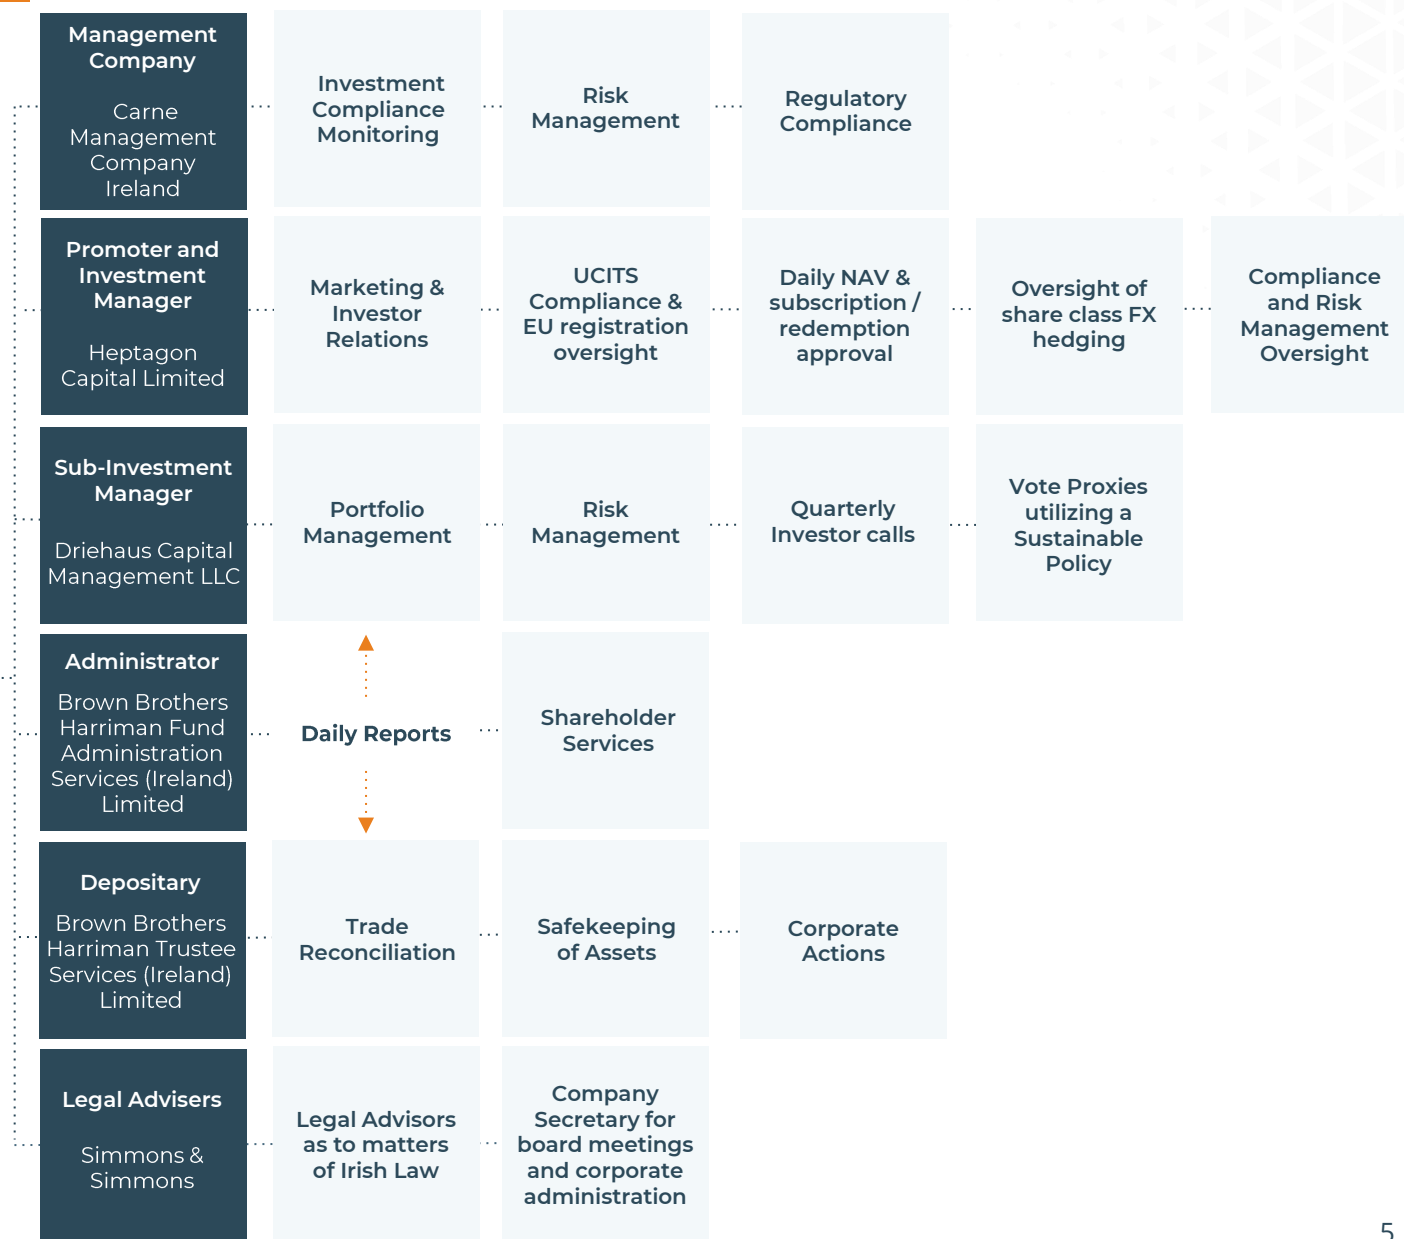 Management
Company
Carne
Management
Company
Ireland
Investment
Compliance
Monitoring
Risk
Management
Regulatory
Compliance
Promoter and
Investment
Manager
Heptagon
Capital Limited
Marketing &
Investor
Relations
UCITS
Compliance &
EU registration
oversight
Daily NAV &
subscription /
redemption
approval
Oversight of
share class FX
hedging
Compliance
and Risk
Management
Oversight
Sub-Investment
Manager
Driehaus Capital
Management LLC
Portfolio
Management
Risk
Management
Quarterly
Investor calls
Vote Proxies
utilizing a
Sustainable
Policy
Administrator
Brown Brothers
Harriman Fund
Administration
Services (Ireland)
Limited
Daily Reports
Shareholder
Services
Depositary
Brown Brothers
Harriman Trustee
Services (Ireland)
Limited
Trade
Reconciliation
Safekeeping
of Assets
Corporate
Actions
Legal Advisers
Simmons &
Simmons
Legal Advisors
as to matters
of Irish Law
Company
Secretary for
board meetings
and corporate
administration
5